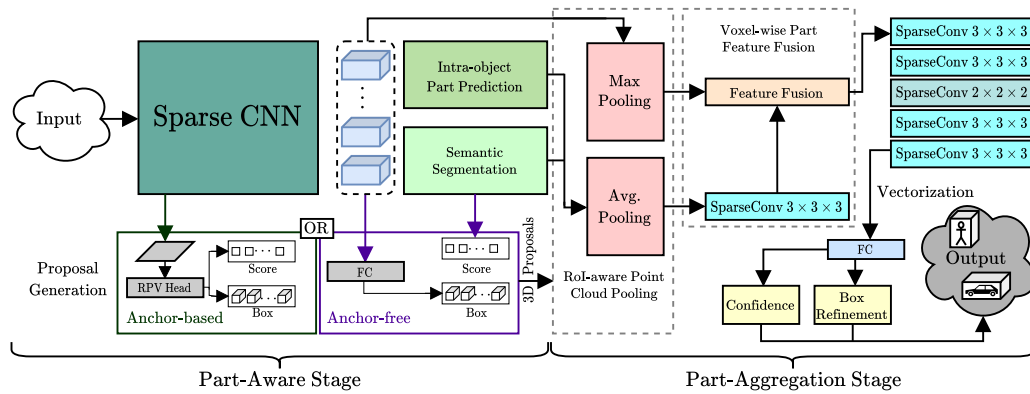 Input
Sparse CNN
Intra-object
Part Prediction
Semantic
Segmentation
Max
Pooling
Avg.
Pooling
RoI-aware Point
Cloud Pooling
Voxel-wise Part
Feature Fusion
Feature Fusion
SparseConv 3 × 3 × 3
SparseConv 3 × 3 × 3
SparseConv 3 × 3 × 3
SparseConv 2 × 2 × 2
SparseConv 3 × 3 × 3
SparseConv 3 × 3 × 3
Vectorization
FC
Confidence
Box
Refinement
Output
Proposal
Generation
OR
RPV Head
Score
Box
Anchor-based
FC
Score
Box
Anchor-free
3D Proposals
Part-Aware Stage
Part-Aggregation Stage